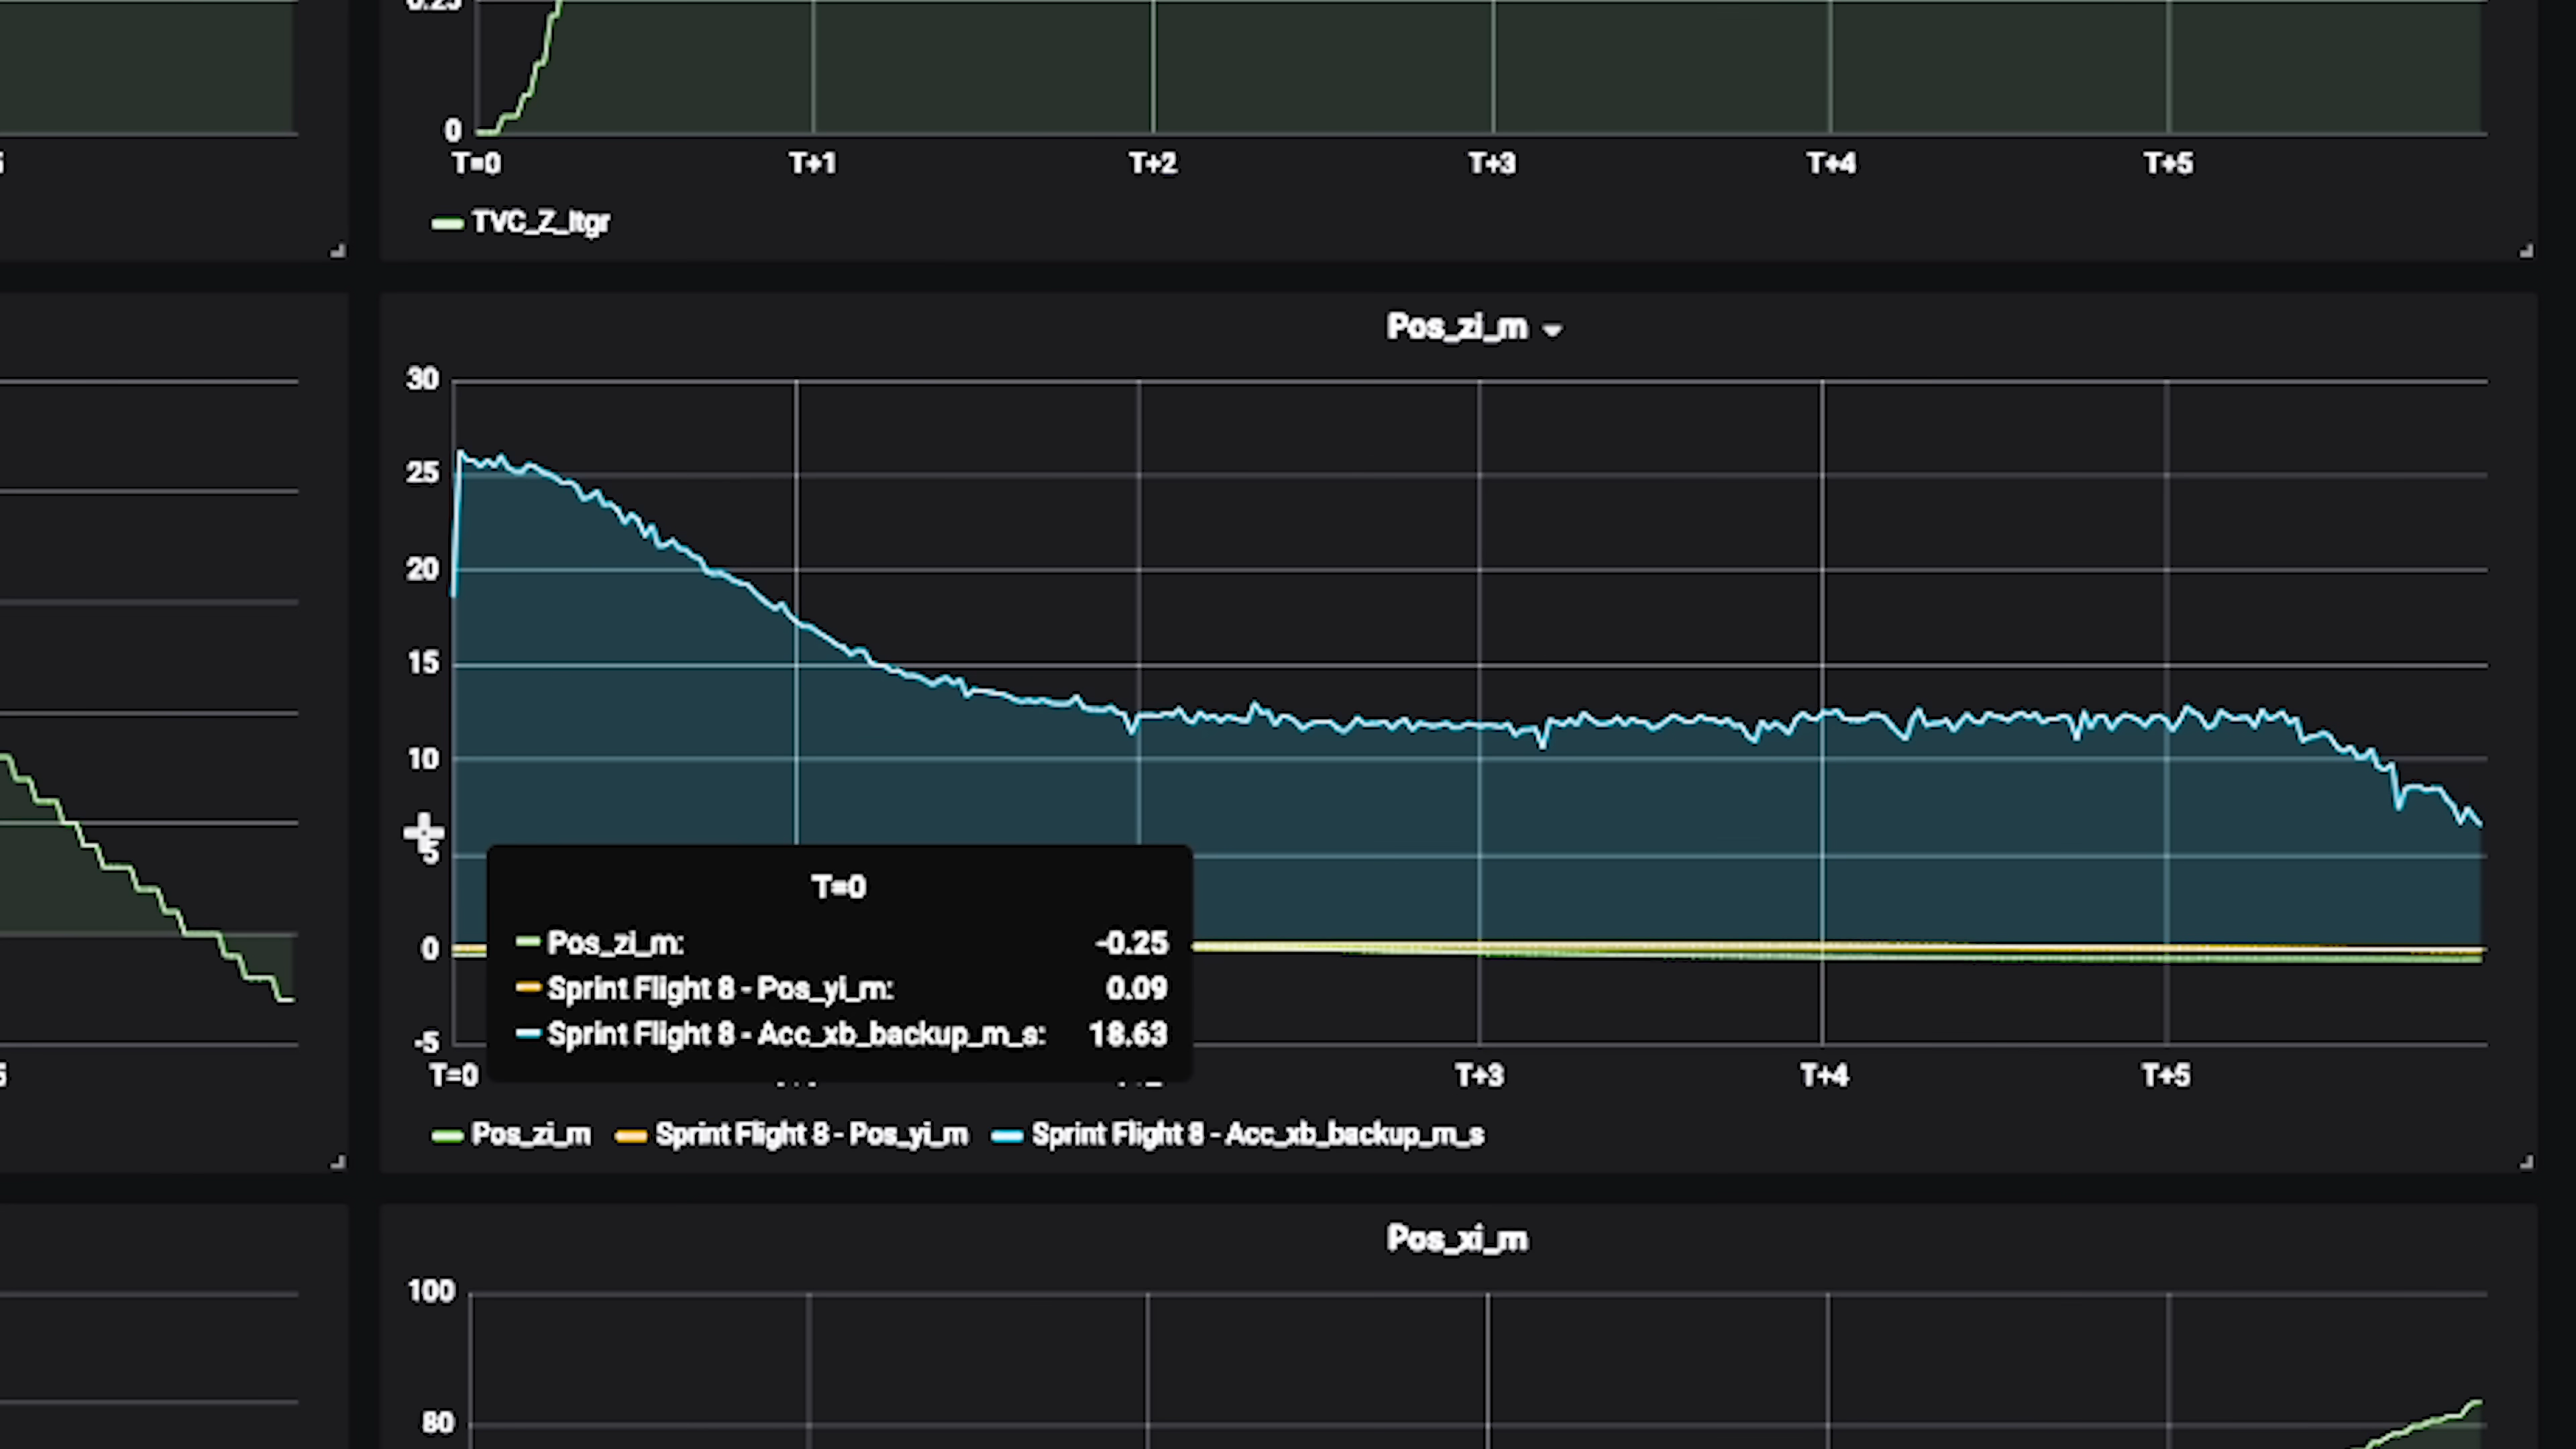 0.25
0
T=0 T+1 T+2 T+3 T+4 T+5
TVC_Z_Itgr
Pos_zi_m
30
25
20
15
10
5
0
-5
T=0
Pos_zi_m: -0.25
Sprint Flight 8 - Pos_yi_m: 0.09
Sprint Flight 8 - Acc_xb_backup_m_s: 18.63
T=0 T+3 T+4 T+5
Pos_zi_m Sprint Flight 8 - Pos_yi_m Sprint Flight 8 - Acc_xb_backup_m_s
Pos_xi_m
100
80